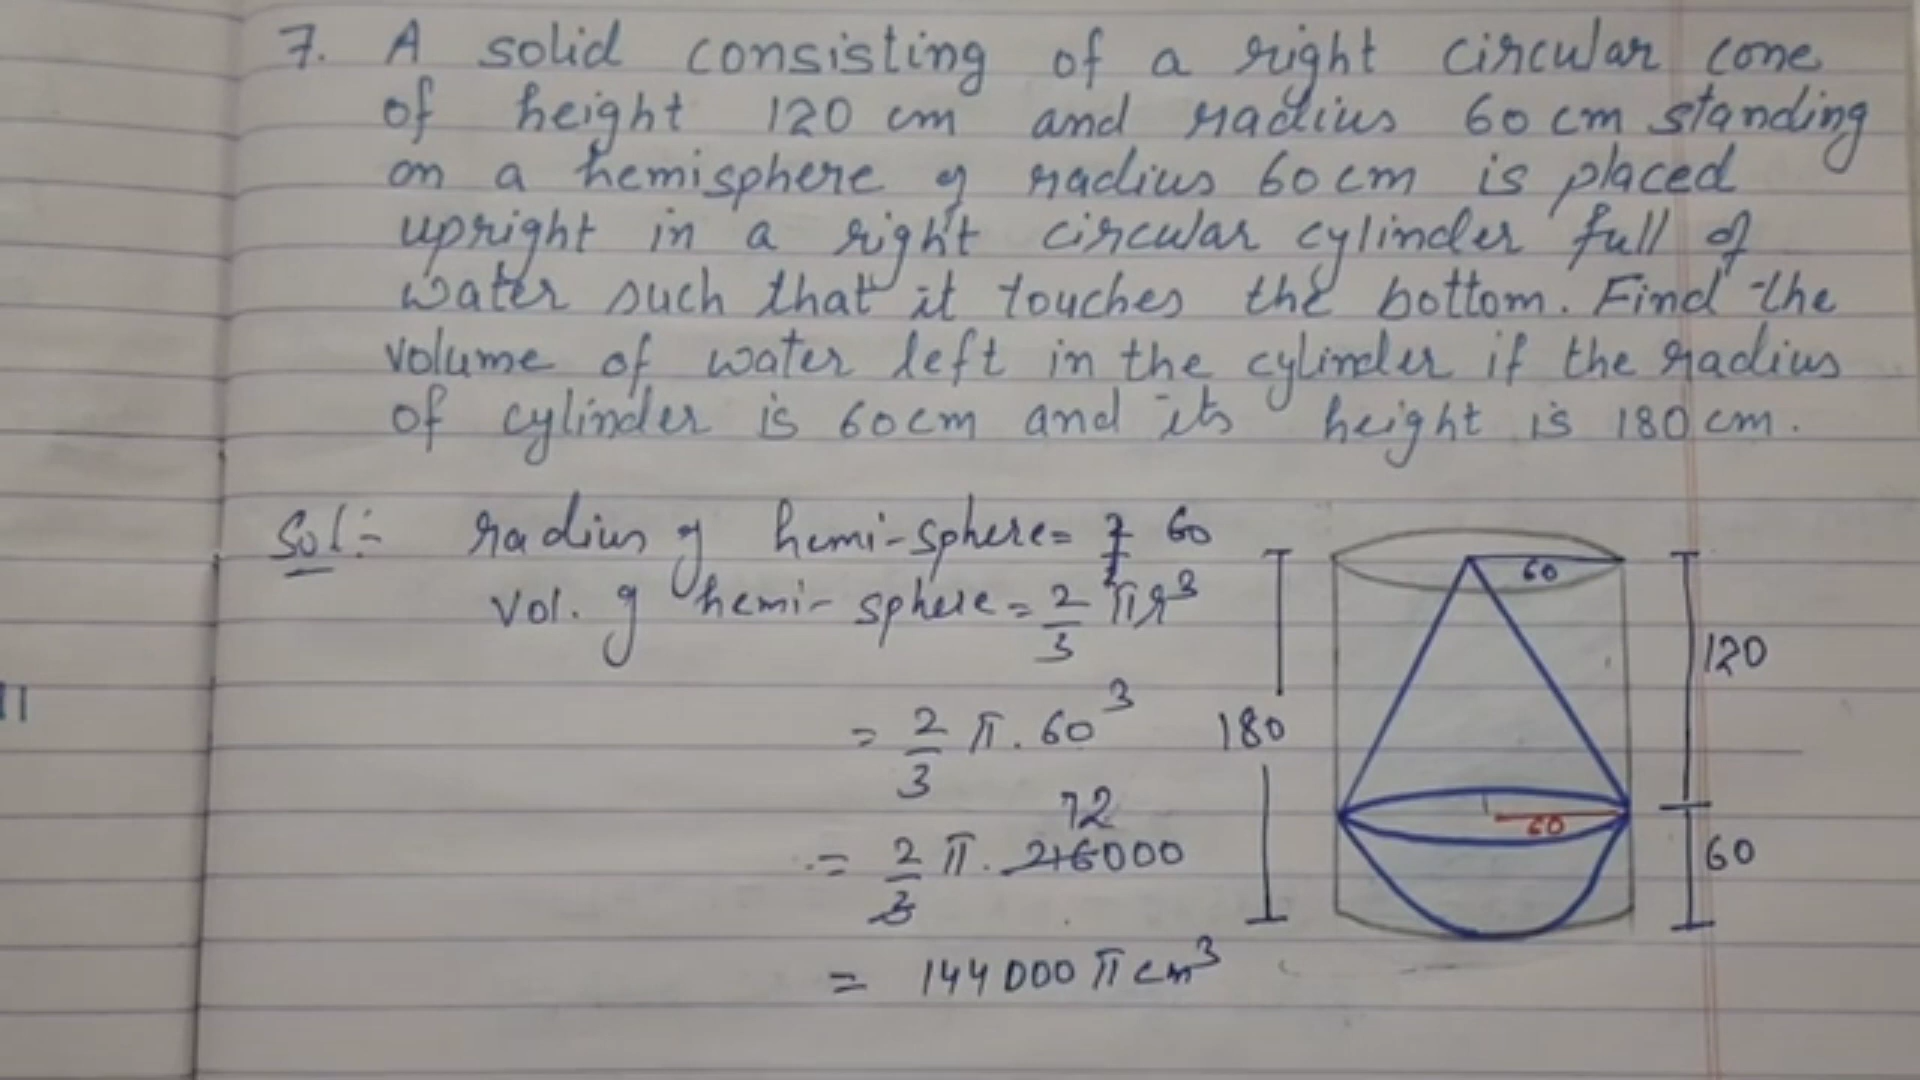 7. A solid consisting of a right circular cone
of height 120 cm and radius 60 cm standing
on a hemisphere of radius 60 cm is placed
upright in a right circular cylinder full of
water such that it touches the bottom. Find the
volume of water left in the cylinder if the radius
of cylinder is 60 cm and its height is 180 cm.
Sol:- radius of hemi-sphere = 60
vol. of hemi-sphere = 2/3 πr³
= 2/3 π . 60³
72
= 2/3 π . 216000
= 144000 π cm³
60
120
180
60
60
11